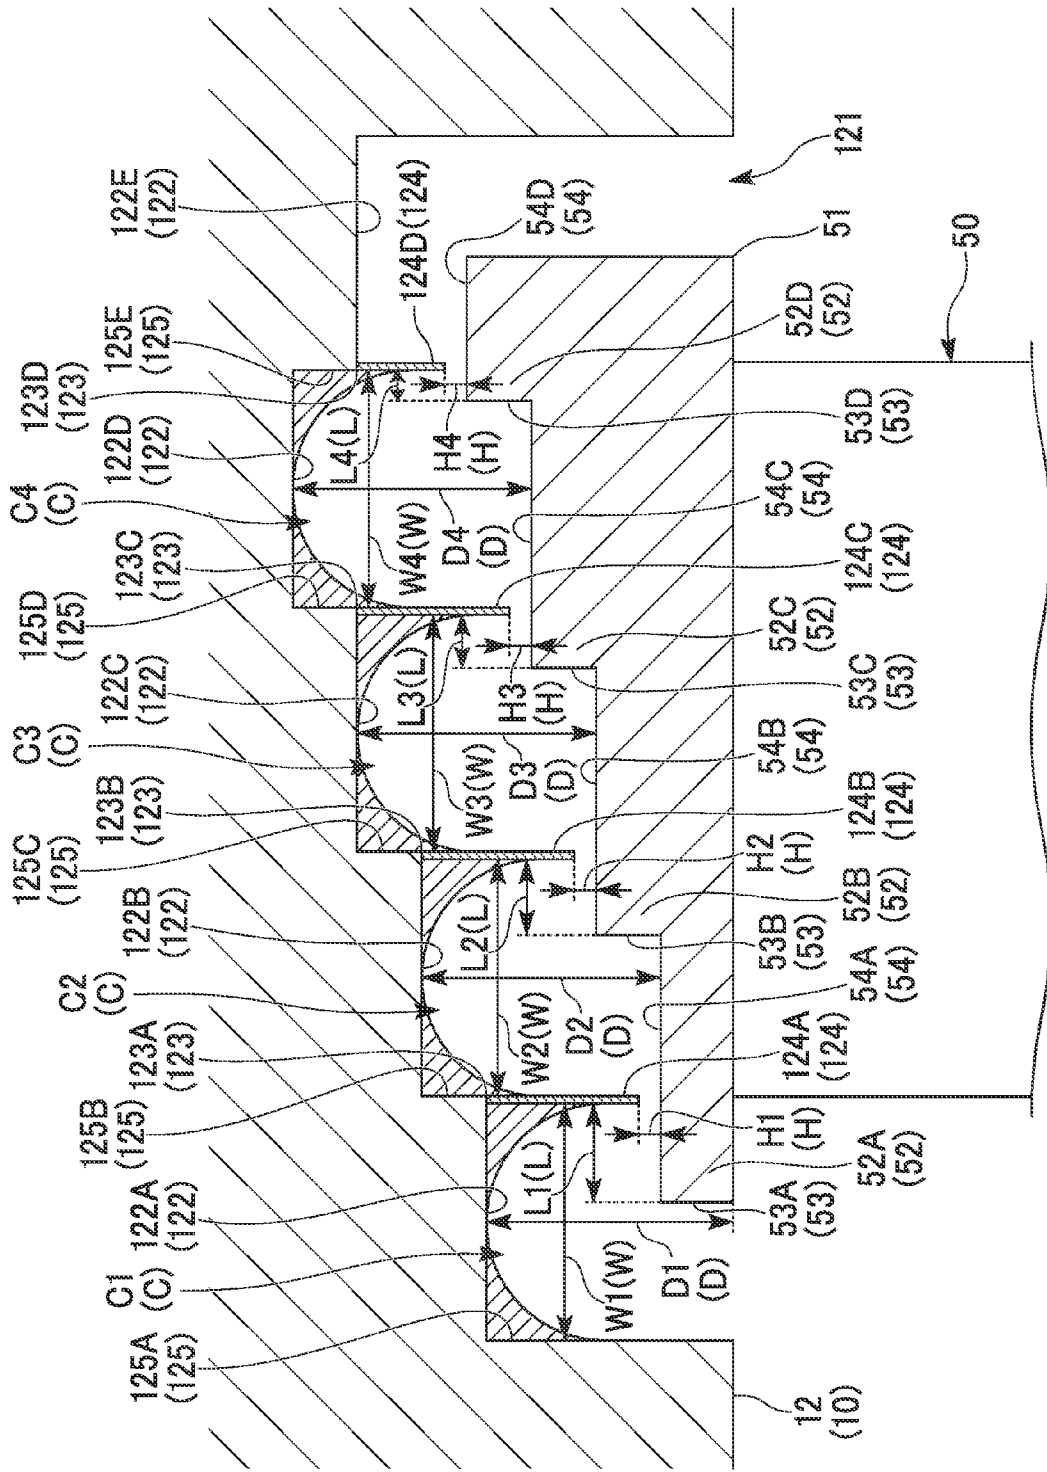 C4
(C)
123D
(123)
122D
(122)
125E
(125)
122E
(122)
C3
(C)
125D
(125)
122C
(122)
123C
(123)
C2
(C)
125C
(125)
122B
(122)
123B
(123)
C1
(C)
125A
(125)
122A
(122)
125B
(125)
123A
(123)
L1(L)
W1(W)
D1
(D)
L2(L)
W2(W)
D2
(D)
L3(L)
W3(W)
D3
(D)
H3
(H)
L4(L)
W4(W)
D4
(D)
H4
(H)
124D(124)
54D
(54)
121
12
(10)
53A
(53)
52A
(52)
H1
(H)
124A
(124)
54A
(54)
53B
(53)
52B
(52)
H2
(H)
124B
(124)
54B
(54)
53C
(53)
52C
(52)
124C
(124)
54C
(54)
53D
(53)
52D
(52)
51
50